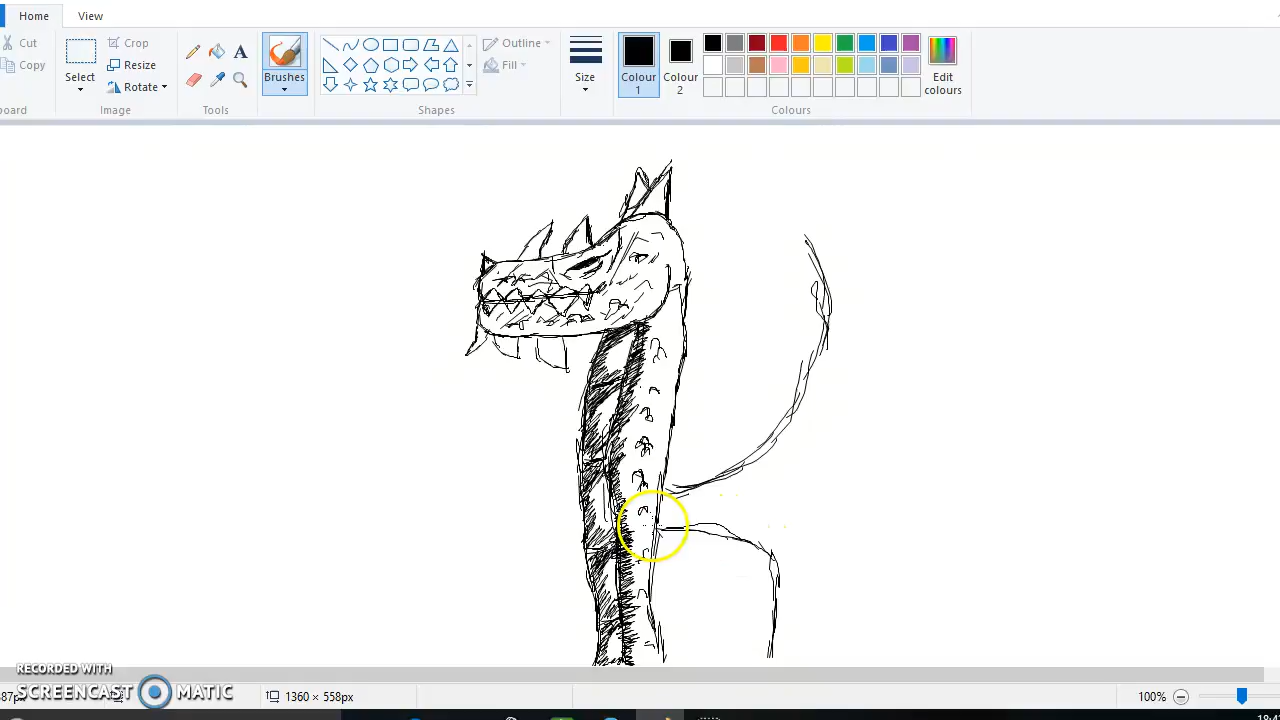 Home View
Cut
Copy
Select
Crop
Resize
Rotate
Brushes
Size
Outline
Fill
Colour 1
Colour 2
Edit colours
Image Tools Shapes Colours
RECORDED WITH
SCREENCAST MATIC
1360 × 558px
100%